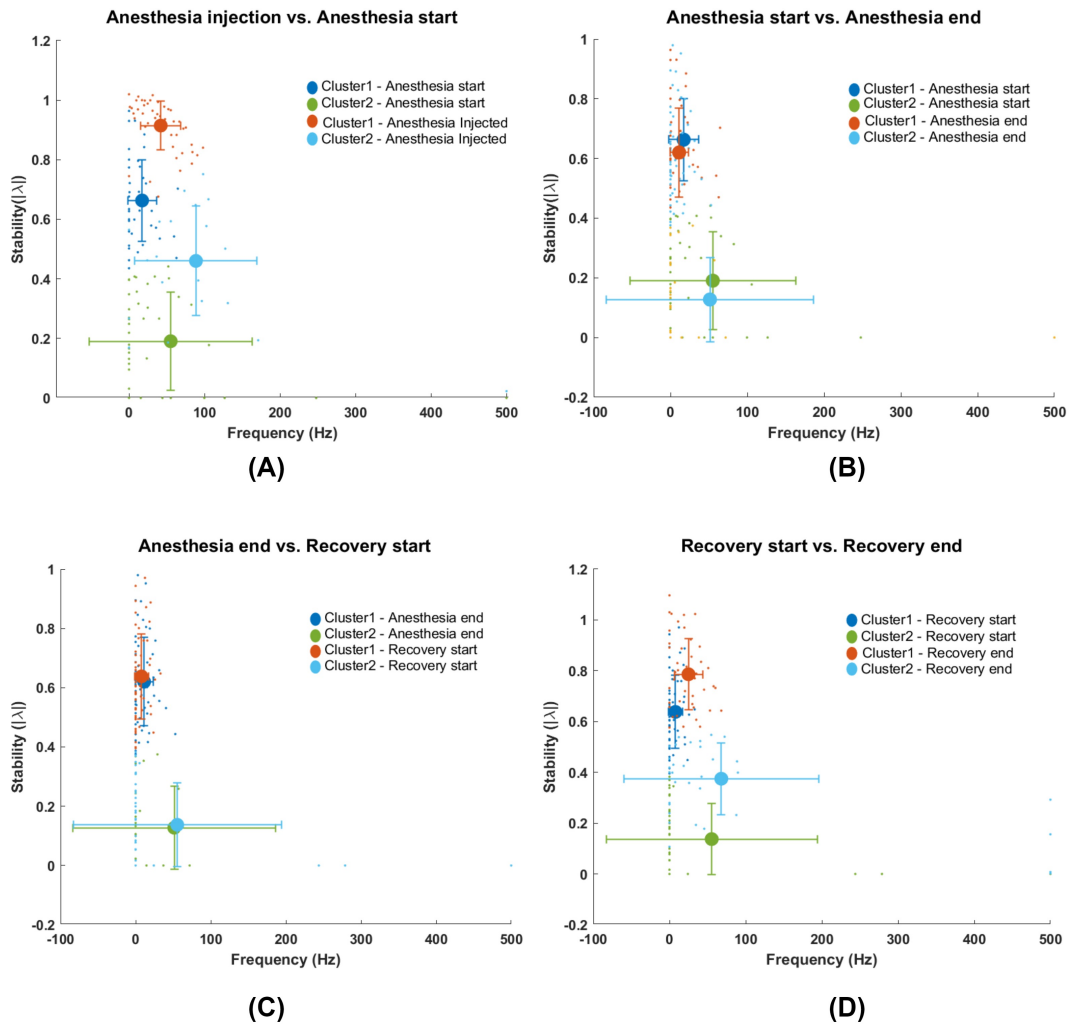 Anesthesia injection vs. Anesthesia start
1.2
1
0.8
0.6
0.4
0.2
0
Stability(|λ|)
Cluster1 - Anesthesia start
Cluster2 - Anesthesia start
Cluster1 - Anesthesia Injected
Cluster2 - Anesthesia Injected
0 100 200 300 400 500
Frequency (Hz)
(A)
Anesthesia start vs. Anesthesia end
1
0.8
0.6
0.4
0.2
0
-0.2
Stability(|λ|)
Cluster1 - Anesthesia start
Cluster2 - Anesthesia start
Cluster1 - Anesthesia end
Cluster2 - Anesthesia end
-100 0 100 200 300 400 500
Frequency (Hz)
(B)
Anesthesia end vs. Recovery start
1
0.8
0.6
0.4
0.2
0
-0.2
Stability (|λ|)
Cluster1 - Anesthesia end
Cluster2 - Anesthesia end
Cluster1 - Recovery start
Cluster2 - Recovery start
-100 0 100 200 300 400 500
Frequency (Hz)
(C)
Recovery start vs. Recovery end
1.2
1
0.8
0.6
0.4
0.2
0
-0.2
Stability (|λ|)
Cluster1 - Recovery start
Cluster2 - Recovery start
Cluster1 - Recovery end
Cluster2 - Recovery end
-100 0 100 200 300 400 500
Frequency (Hz)
(D)